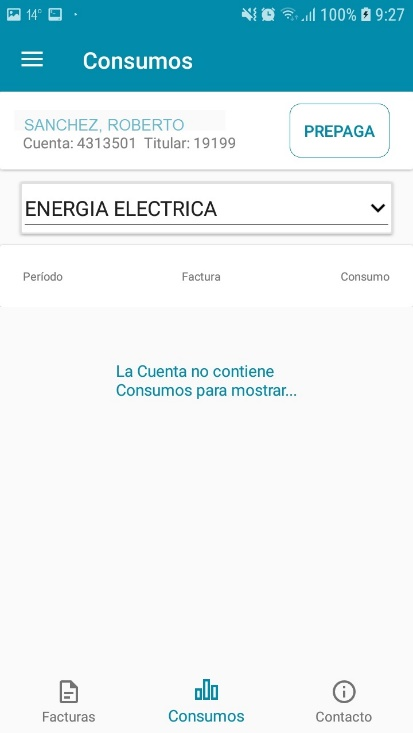 14° 100% 9:27
Consumos
SANCHEZ, ROBERTO
Cuenta: 4313501 Titular: 19199
PREPAGA
ENERGIA ELECTRICA
Período Factura Consumo
La Cuenta no contiene
Consumos para mostrar...
Facturas Consumos Contacto